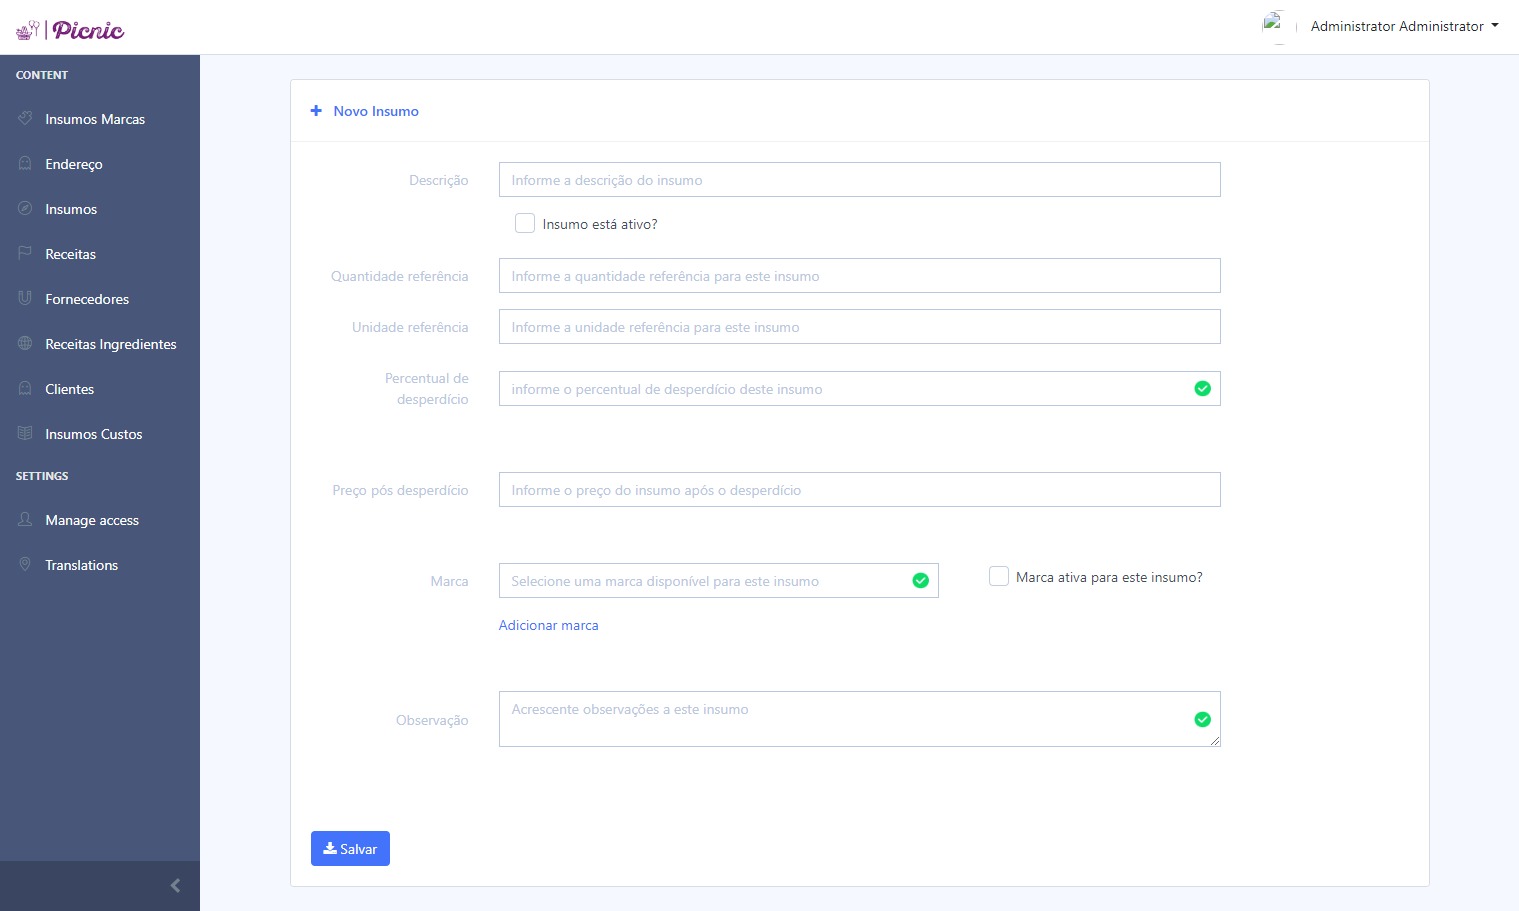 Picnic
Administrator Administrator
CONTENT
Insumos Marcas
Endereço
Insumos
Receitas
Fornecedores
Receitas Ingredientes
Clientes
Insumos Custos
SETTINGS
Manage access
Translations
Novo Insumo
Descrição
Informe a descrição do insumo
Insumo está ativo?
Quantidade referência
Informe a quantidade referência para este insumo
Unidade referência
Informe a unidade referência para este insumo
Percentual de
desperdício
informe o percentual de desperdício deste insumo
Preço pós desperdício
Informe o preço do insumo após o desperdício
Marca
Selecione uma marca disponível para este insumo
Marca ativa para este insumo?
Adicionar marca
Observação
Acrescente observações a este insumo
Salvar